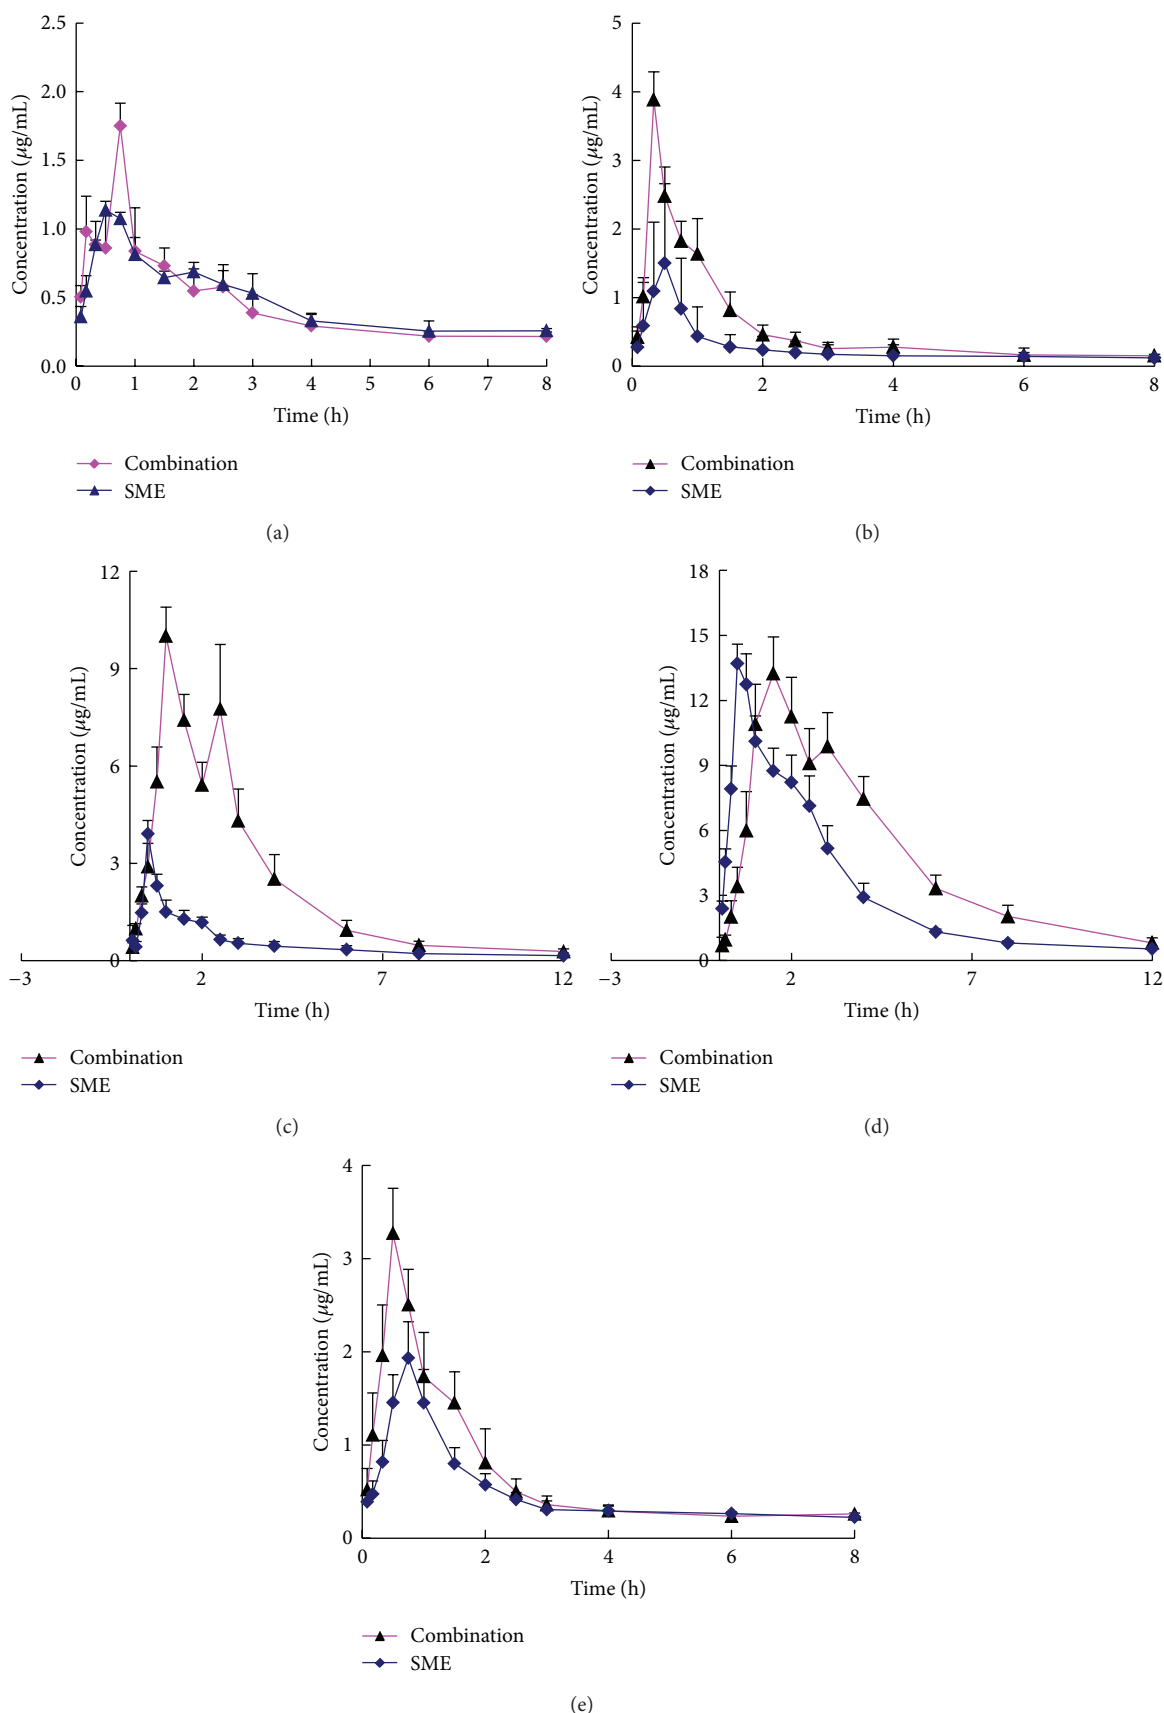 2.5
2.0
1.5
1.0
0.5
0.0
Concentration (μg/mL)
0 1 2 3 4 5 6 7 8
Time (h)
Combination
SME
(a)
5
4
3
2
1
0
Concentration (μg/mL)
0 2 4 6 8
Time (h)
Combination
SME
(b)
12
9
6
3
0
Concentration (μg/mL)
−3 2 7 12
Time (h)
Combination
SME
(c)
18
15
12
9
6
3
0
Concentration (μg/mL)
−3 2 7 12
Time (h)
Combination
SME
(d)
4
3
2
1
0
Concentration (μg/mL)
0 2 4 6 8
Time (h)
Combination
SME
(e)